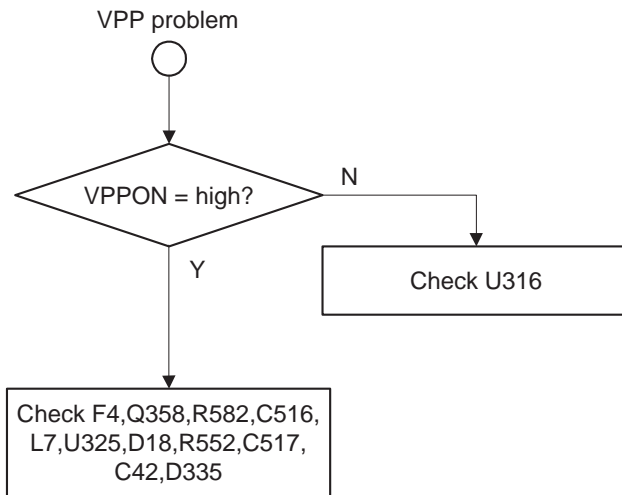 VPP problem
VPPON = high?
N
Y
Check U316
Check F4,Q358,R582,C516,
L7,U325,D18,R552,C517,
C42,D335